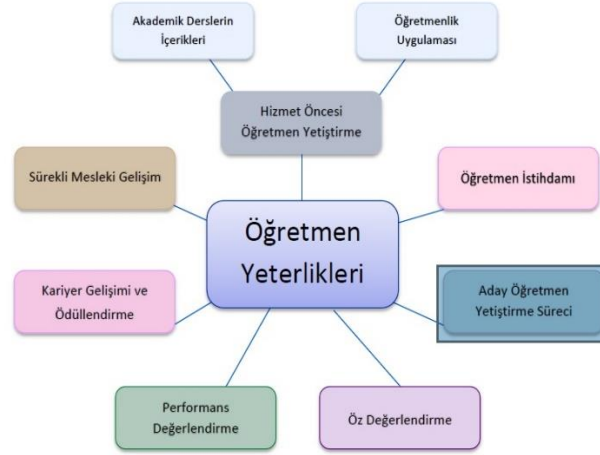 Akademik Derslerin
İçerikleri
Öğretmenlik
Uygulaması
Hizmet Öncesi
Öğretmen Yetiştirme
Sürekli Mesleki Gelişim
Öğretmen İstihdamı
Öğretmen
Yeterlikleri
Kariyer Gelişimi ve
Ödüllendirme
Aday Öğretmen
Yetiştirme Süreci
Performans
Değerlendirme
Öz Değerlendirme